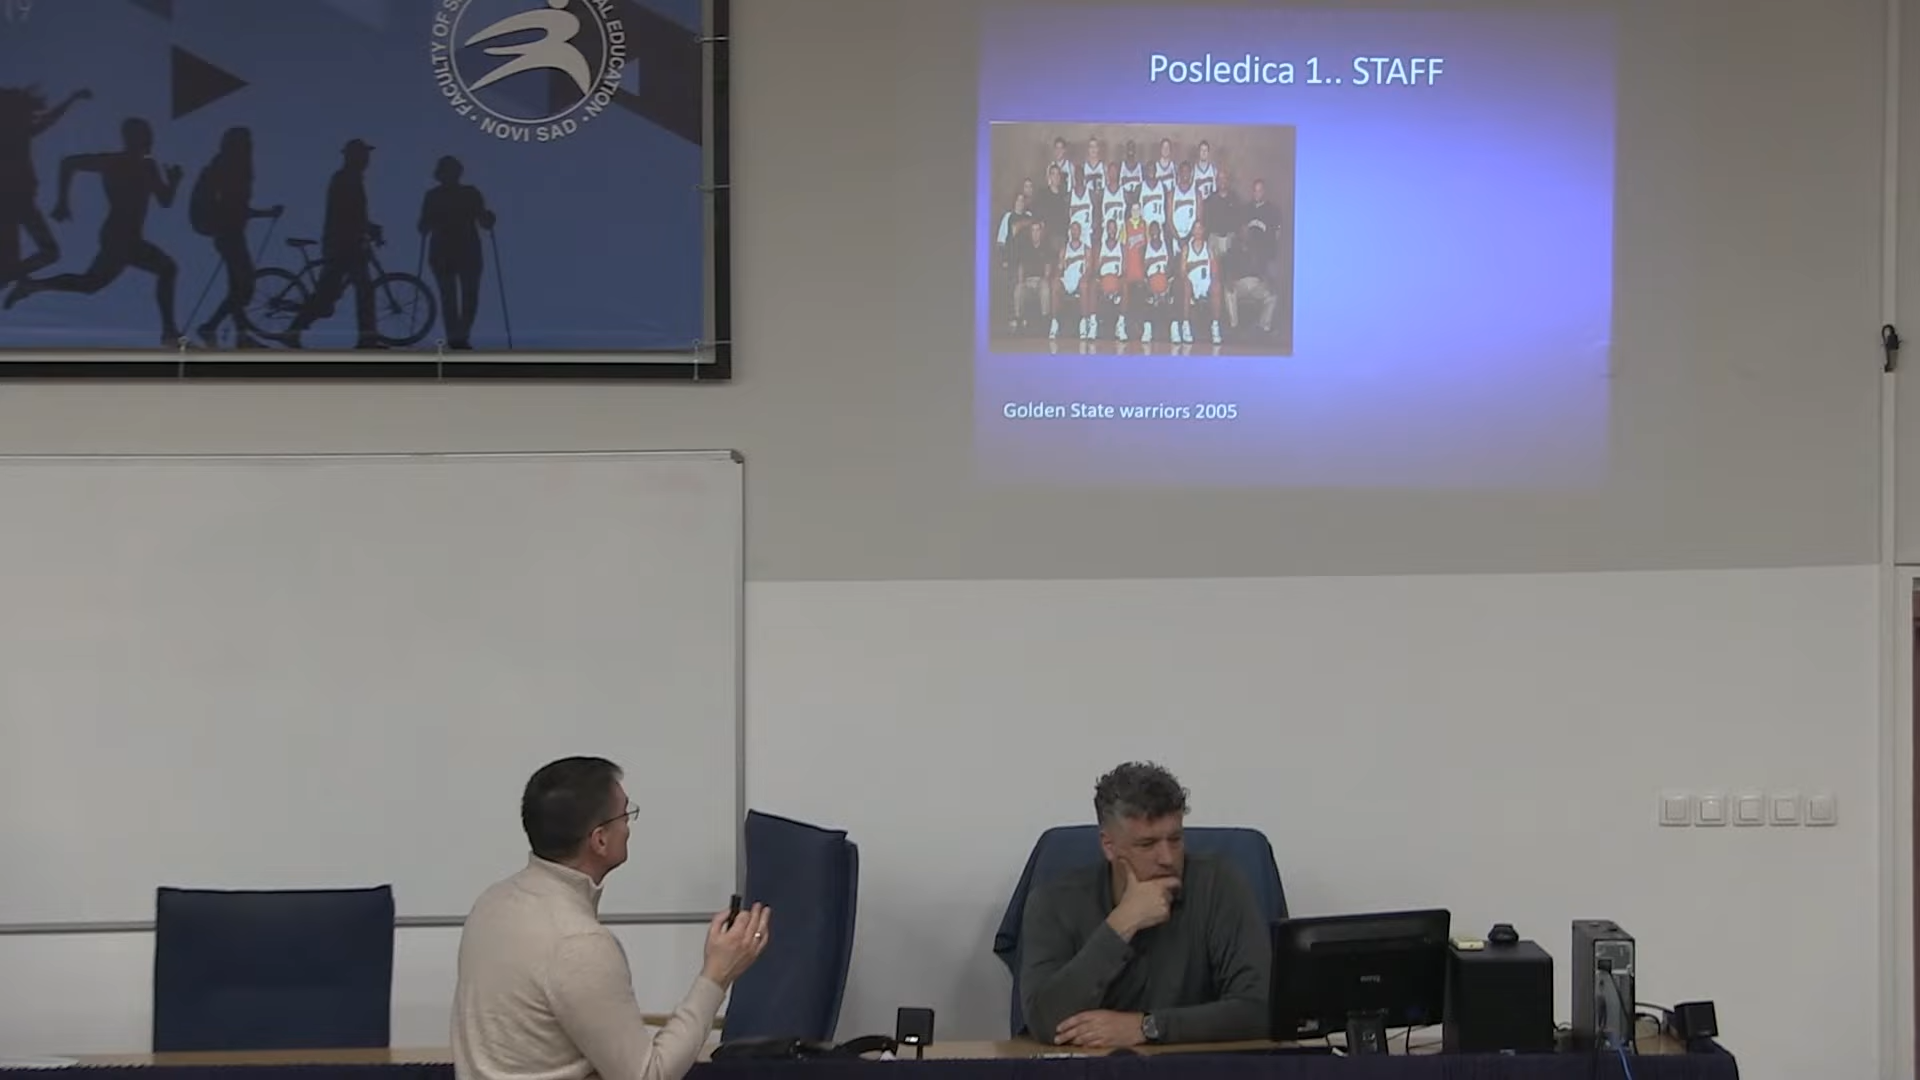 FACULTY OF S
AL EDUCATION
• NOVI SAD •
Posledica 1.. STAFF
Golden State warriors 2005